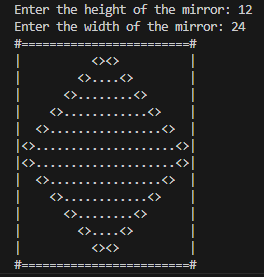 Enter the height of the mirror: 12
Enter the width of the mirror: 24
#========================#
|          <><>          |
|        <>....<>        |
|      <>........<>      |
|    <>............<>    |
|  <>................<>  |
|<>....................<>|
|<>....................<>|
|  <>................<>  |
|    <>............<>    |
|      <>........<>      |
|        <>....<>        |
|          <><>          |
#========================#